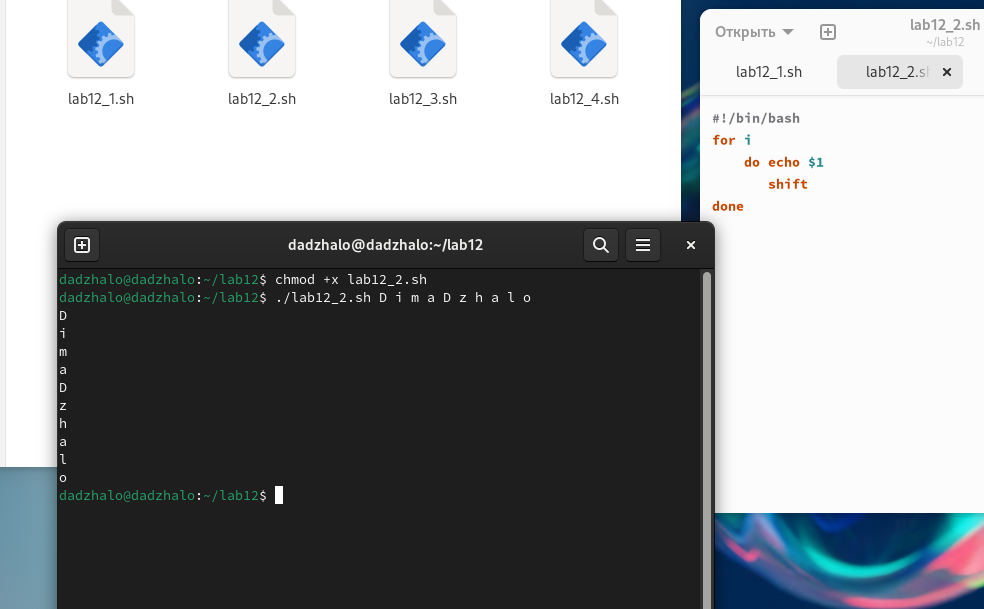 lab12_1.sh
lab12_2.sh
lab12_3.sh
lab12_4.sh
Открыть
lab12_2.sh
~/lab12
lab12_1.sh
lab12_2.sh
#!/bin/bash
for i
do echo $1
shift
done
dadzhalo@dadzhalo:~/lab12
dadzhalo@dadzhalo:~/lab12$ chmod +x lab12_2.sh
dadzhalo@dadzhalo:~/lab12$ ./lab12_2.sh D i m a D z h a l o
D
i
m
a
D
z
h
a
l
o
dadzhalo@dadzhalo:~/lab12$